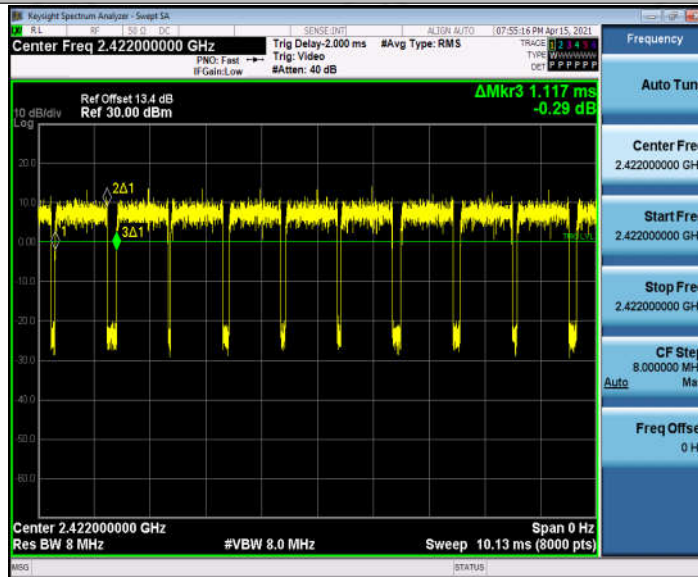 Keysight Spectrum Analyzer - Swept SA
RL RF 50 Ω DC SENSE:INT ALIGN AUTO 07:55:16 PM Apr 15, 2021
Center Freq 2.422000000 GHz
PNO: Fast
IFGain:Low
Trig Delay-2.000 ms
Trig: Video
#Atten: 40 dB
#Avg Type: RMS
TRACE 1 2 3 4 5 6
TYPE WWWWWW
DET P P P P P P
Frequency
Auto Tun
Center Fre
2.422000000 GH
Start Fre
2.422000000 GH
Stop Fre
2.422000000 GH
CF Step
8.000000 MH
Auto Ma
Freq Offse
0 H
ΔMkr3 1.117 ms
-0.29 dB
Ref Offset 13.4 dB
10 dB/div Ref 30.00 dBm
Log
20.0
10.0
0.00
-10.0
-20.0
-30.0
-40.0
-50.0
-60.0
1
2Δ1
3Δ1
TRIG LVL
Center 2.422000000 GHz Span 0 Hz
Res BW 8 MHz #VBW 8.0 MHz Sweep 10.13 ms (8000 pts)
MSG STATUS